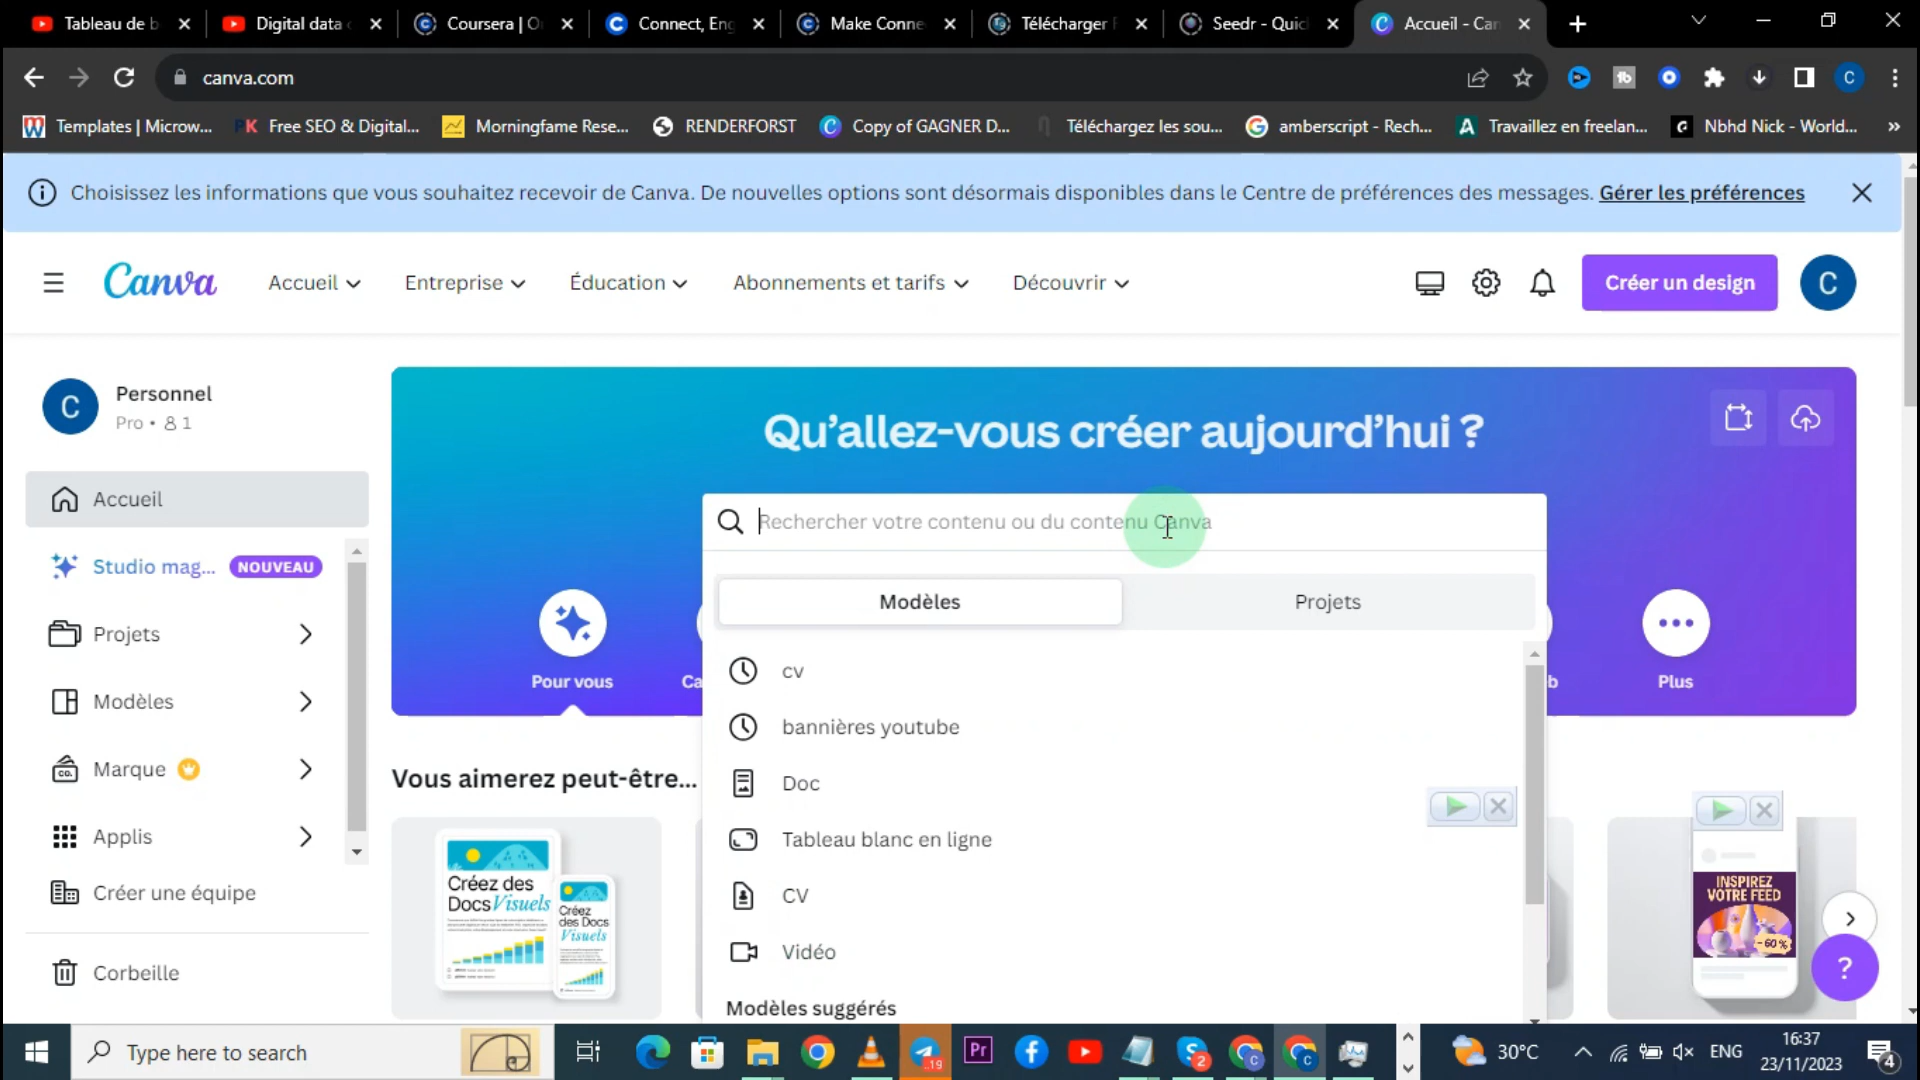 Tableau de b
Digital data
Coursera | O
Connect, Eng
Make Conne
Télécharger
Seedr - Quic
Accueil - Can
canva.com
C
Templates | Microw...
K Free SEO & Digital...
Morningfame Rese...
RENDERFORST
Copy of GAGNER D...
Téléchargez les sou...
amberscript - Rech...
Travaillez en freelan...
Nbhd Nick - World...
Choisissez les informations que vous souhaitez recevoir de Canva. De nouvelles options sont désormais disponibles dans le Centre de préférences des messages. Gérer les préférences
Canva
Accueil
Entreprise
Éducation
Abonnements et tarifs
Découvrir
Créer un design
C
C
Personnel
Pro • 1
Accueil
Studio mag... NOUVEAU
Projets
Modèles
Marque
Applis
Créer une équipe
Corbeille
Qu'allez-vous créer aujourd'hui ?
Rechercher votre contenu ou du contenu Canva
Modèles
Projets
Pour vous
Ca
b
Plus
cv
bannières youtube
Doc
Tableau blanc en ligne
CV
Vidéo
Modèles suggérés
Vous aimerez peut-être...
Créez des
Docs Visuels
Créez
des Docs
Visuels
INSPIREZ
VOTRE FEED
-60 %
?
Type here to search
19
Pr
2
C
C
30°C
ENG
16:37
23/11/2023
4